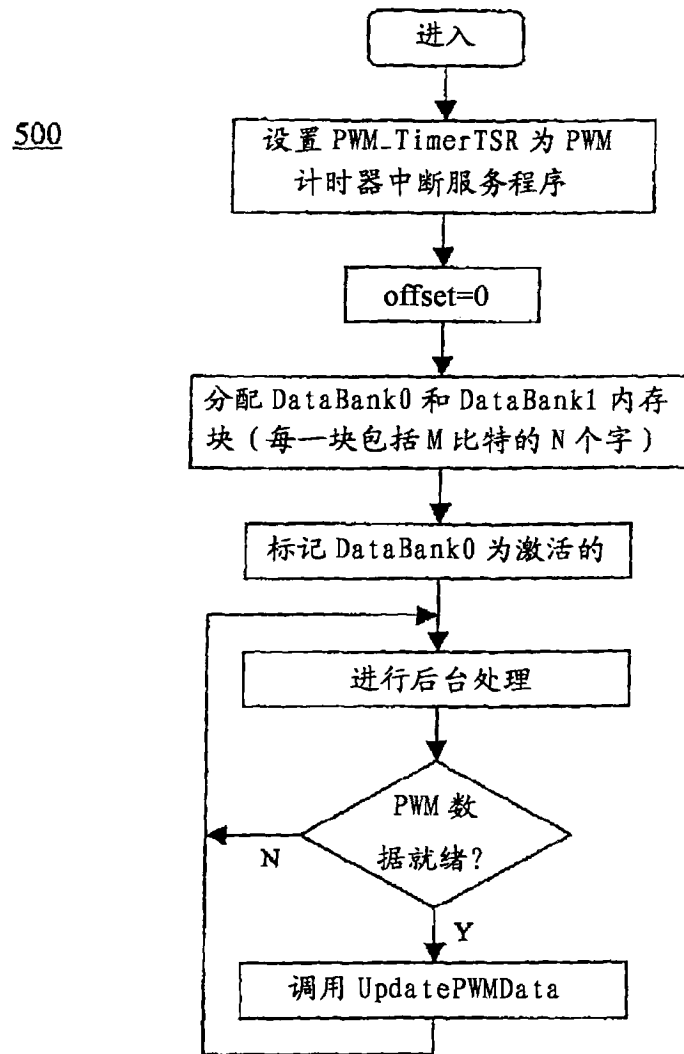 进入
500
设置 PWM_TimerTSR 为 PWM
计时器中断服务程序
offset=0
分配 DataBank0 和 DataBank1 内存
块（每一块包括 M 比特的 N 个字）
标记 DataBank0 为激活的
进行后台处理
PWM 数
据就绪？
N
Y
调用 UpdatePWMData